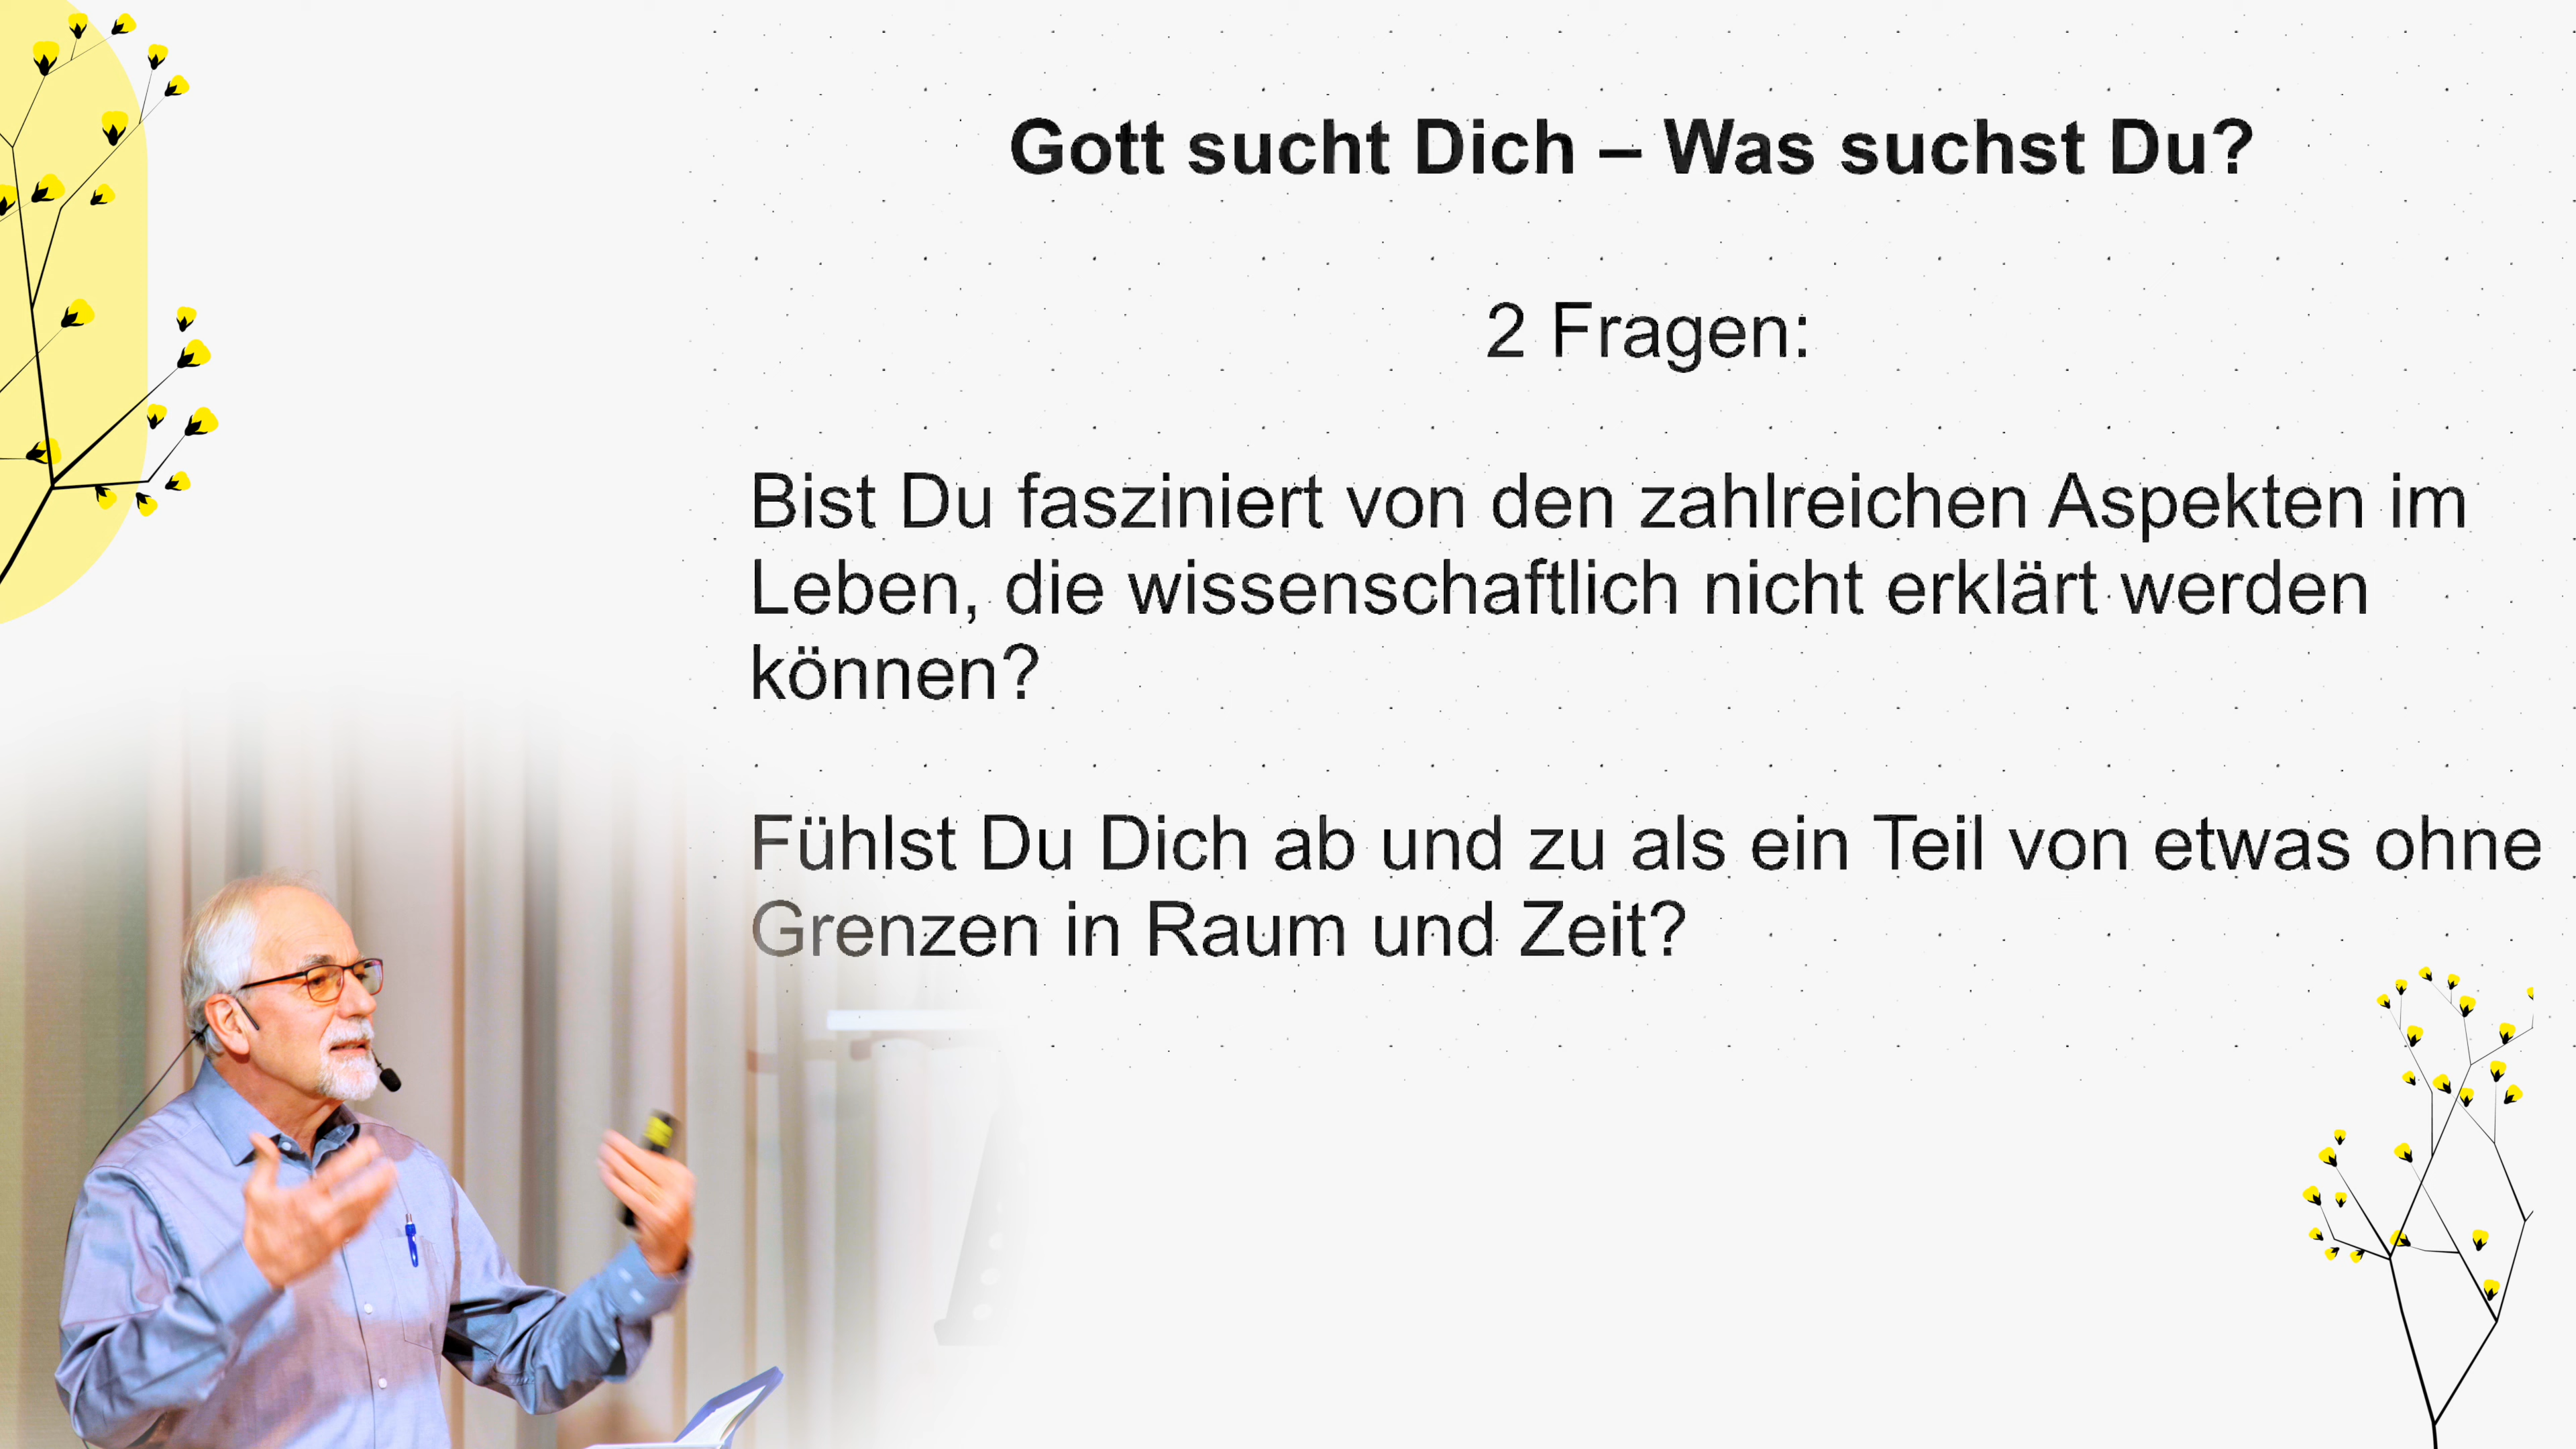 Gott sucht Dich – Was suchst Du?
2 Fragen:
Bist Du fasziniert von den zahlreichen Aspekten im
Leben, die wissenschaftlich nicht erklärt werden
können?
Fühlst Du Dich ab und zu als ein Teil von etwas ohne
Grenzen in Raum und Zeit?